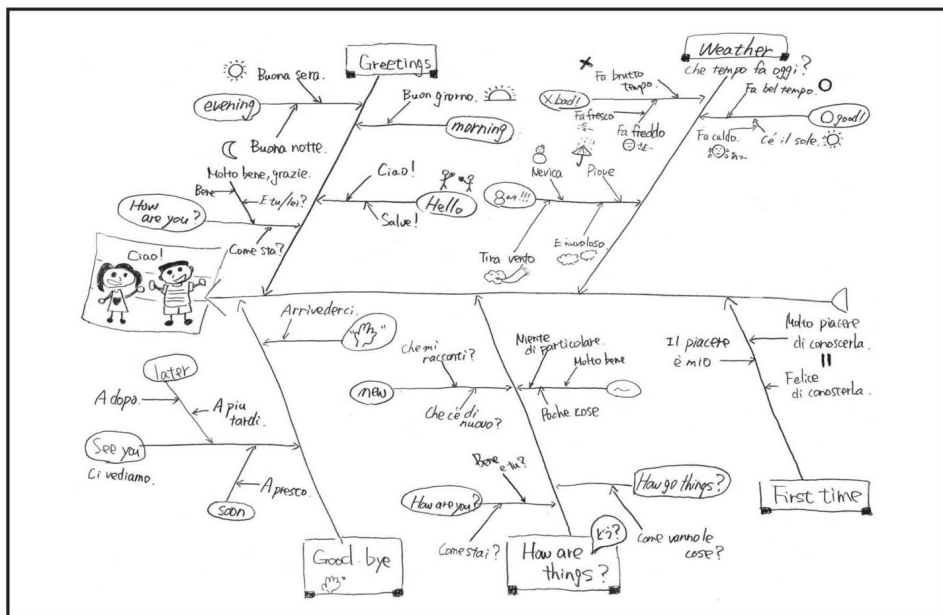 Greetings
Buona sera.
evening
Buona notte.
Buon giorno.
morning
Molto bene, grazie.
Bene
E tu/lei?
How
are you?
Come sta?
Ciao!
Hello
Salve!
Weather
che tempo fa oggi?
Fa brutto
tempo.
bad!
Fa fresco
Fa freddo
Fa bel tempo.
good!
Fa caldo.
C'é il sole.
Nevica
Piove
Tira vento
E nuvoloso.
Ciao!
Arrivederci.
later
A dopo.
A piu
tardi.
See you
Ci vediamo.
A presto.
soon
Good bye
Che mi
racconti?
new
Che c'è di
nuovo?
Niente
di particolare.
Molto bene
Poche cose
Bene
e tu?
How are you?
Come stai?
How go things?
Come vanno le
cose?
How are
things?
どう?
Molto piacere
di conoscerla.
Il piacere
è mio
Felice
di conoscerla.
First time